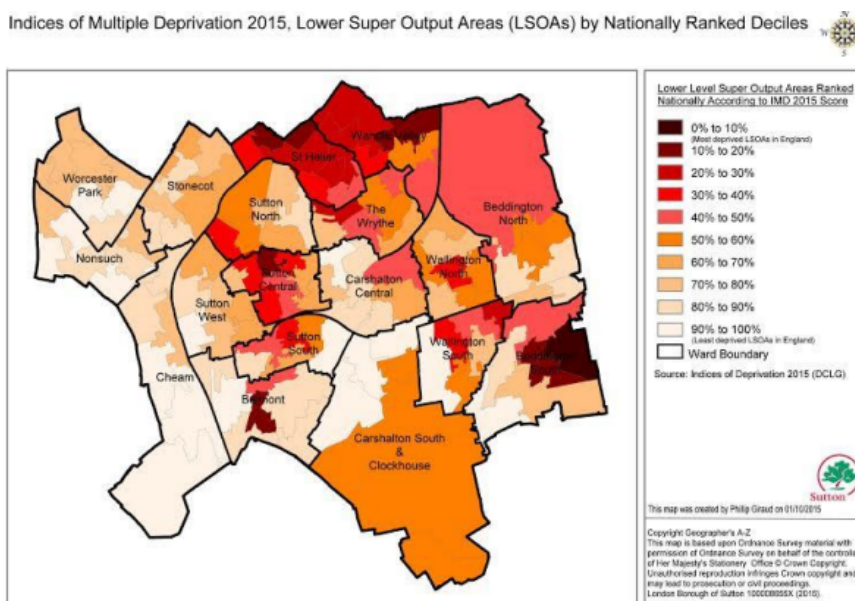 Indices of Multiple Deprivation 2015, Lower Super Output Areas (LSOAs) by Nationally Ranked Deciles
N
W
S
Worcester
Park
Stonecot
St Helier
Wandle Valley
Nonsuch
Sutton
North
The
Wrythe
Beddington
North
Sutton
Central
Carshalton
Central
Wallington
North
Sutton
West
Sutton
South
Wallington
South
Beddington
South
Cheam
Belmont
Carshalton South
&
Clockhouse
Lower Level Super Output Areas Ranked
Nationally According to IMD 2015 Score
0% to 10%
(Most deprived LSOAs in England)
10% to 20%
20% to 30%
30% to 40%
40% to 50%
50% to 60%
60% to 70%
70% to 80%
80% to 90%
90% to 100%
(Least deprived LSOAs in England)
Ward Boundary
Source: Indices of Deprivation 2015 (DCLG)
Sutton
This map was created by Philip Giraud on 01/10/2015
Copyright Geographer's A-Z
This map is based upon Ordnance Survey material with
permission of Ordnance Survey on behalf of the controlle
of Her Majesty's Stationery Office © Crown Copyright.
Unauthorised reproduction infringes Crown copyright and
may lead to prosecution or civil proceedings.
London Borough of Sutton (2015).